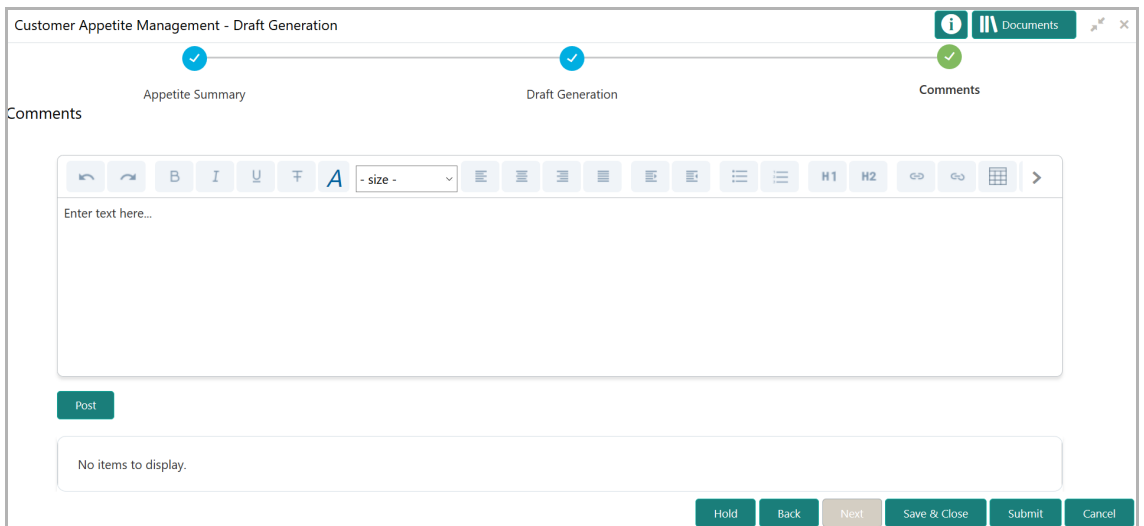 Customer Appetite Management - Draft Generation
Documents
Appetite Summary
Draft Generation
Comments
Comments
B I U T A - size - H1 H2
Enter text here...
Post
No items to display.
Hold Back Next Save & Close Submit Cancel